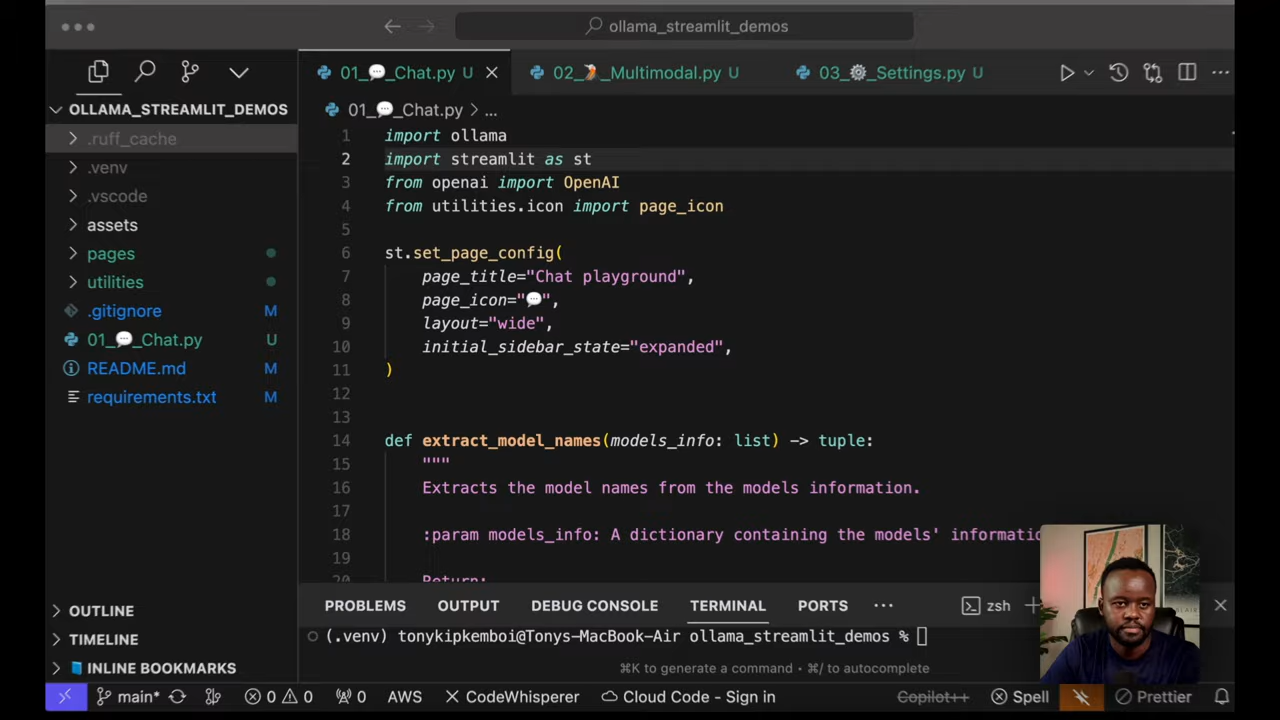 ollama_streamlit_demos
01_💬_Chat.py U
02_🦩_Multimodal.py U
03_⚙️_Settings.py U
OLLAMA_STREAMLIT_DEMOS
.ruff_cache
.venv
.vscode
assets
pages
utilities
.gitignore M
01_💬_Chat.py U
README.md M
requirements.txt M
OUTLINE
TIMELINE
INLINE BOOKMARKS
01_💬_Chat.py > ...
1 import ollama
2 import streamlit as st
3 from openai import OpenAI
4 from utilities.icon import page_icon
5
6 st.set_page_config(
7 page_title="Chat playground",
8 page_icon="💬",
9 layout="wide",
10 initial_sidebar_state="expanded",
11 )
12
13
14 def extract_model_names(models_info: list) -> tuple:
15 """
16 Extracts the model names from the models information.
17
18 :param models_info: A dictionary containing the models'
19
20 Return:
PROBLEMS OUTPUT DEBUG CONSOLE TERMINAL PORTS ... zsh
(.venv) tonykipkemboi@Tonys-MacBook-Air ollama_streamlit_demos %
⌘K to generate a command • ⌘/ to autocomplete
main* 0 0 0 AWS CodeWhisperer Cloud Code - Sign in Copilot++ Spell Prettier